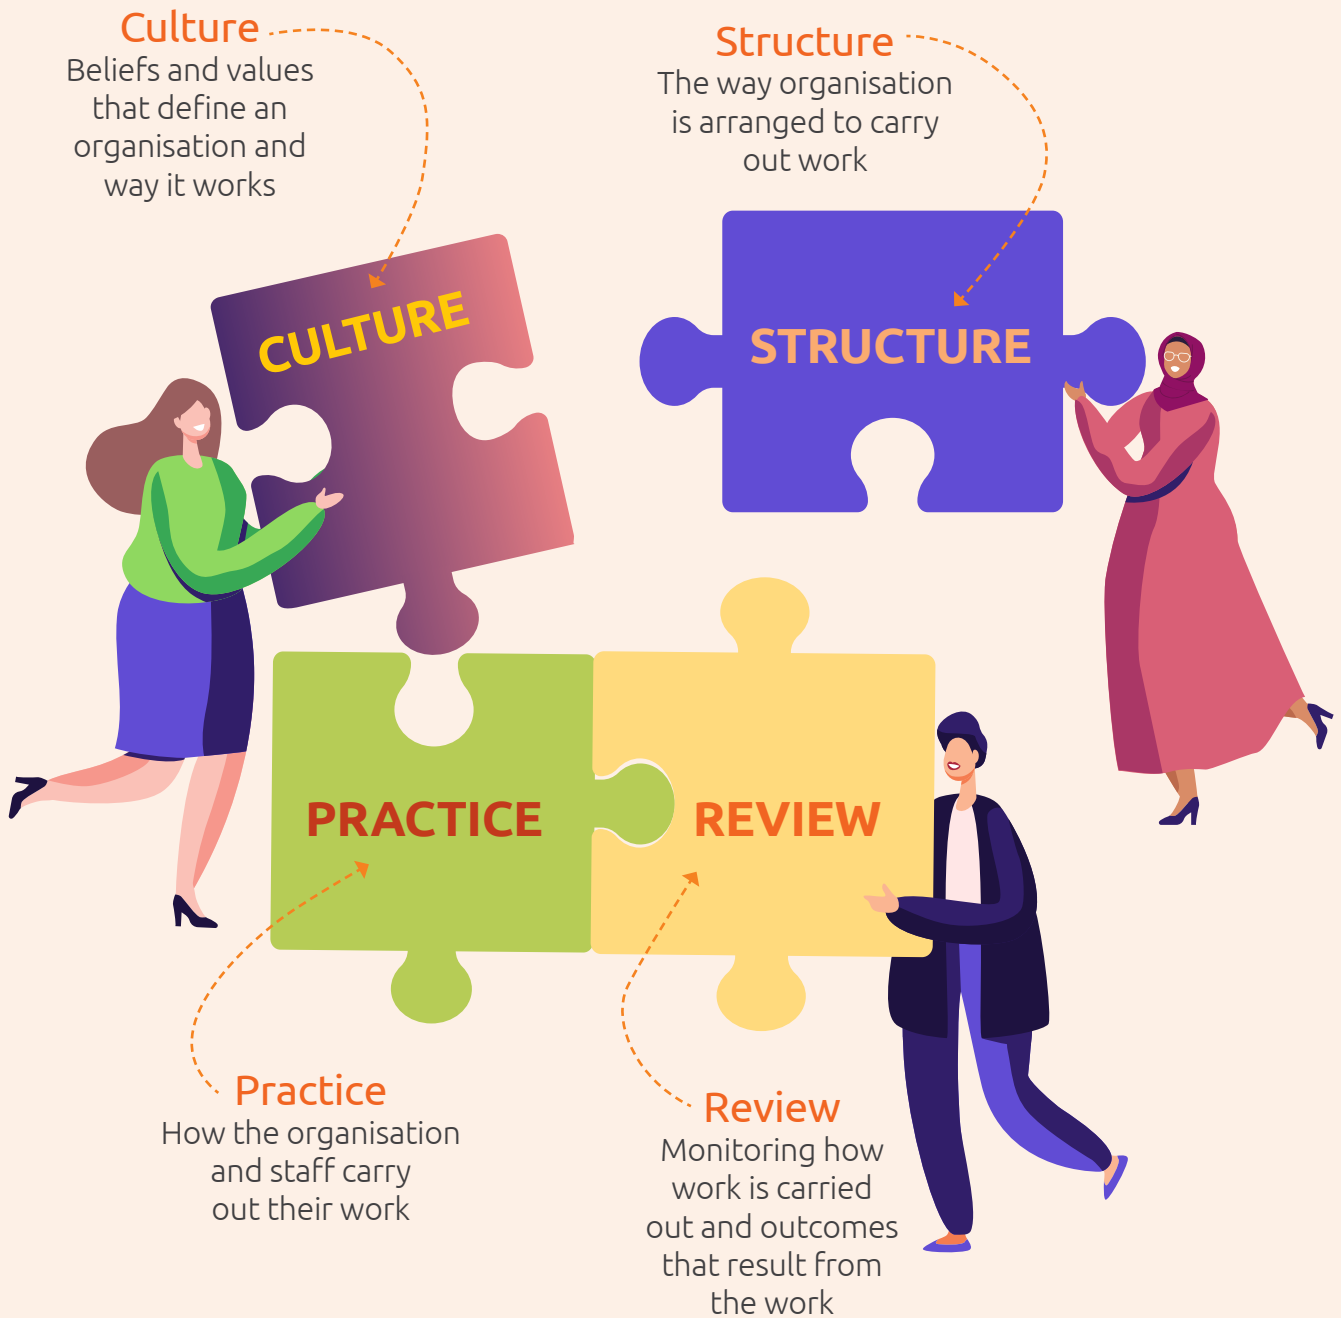 Culture
Beliefs and values
that define an
organisation and
way it works
Structure
The way organisation
is arranged to carry
out work
CULTURE
STRUCTURE
PRACTICE
REVIEW
Practice
How the organisation
and staff carry
out their work
Review
Monitoring how
work is carried
out and outcomes
that result from
the work